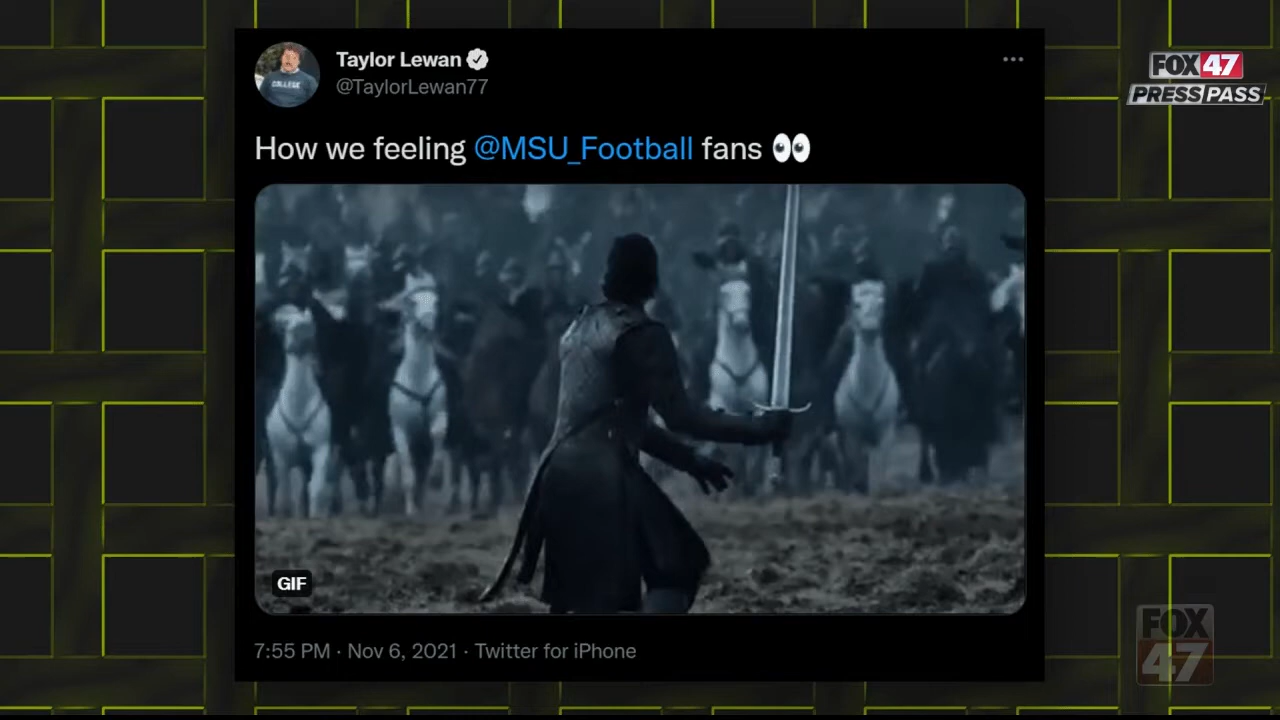 Taylor Lewan
@TaylorLewan77
FOX 47
PRESS PASS
COLLEGE
How we feeling @MSU_Football fans 👀
GIF
7:55 PM · Nov 6, 2021 · Twitter for iPhone
FOX
47